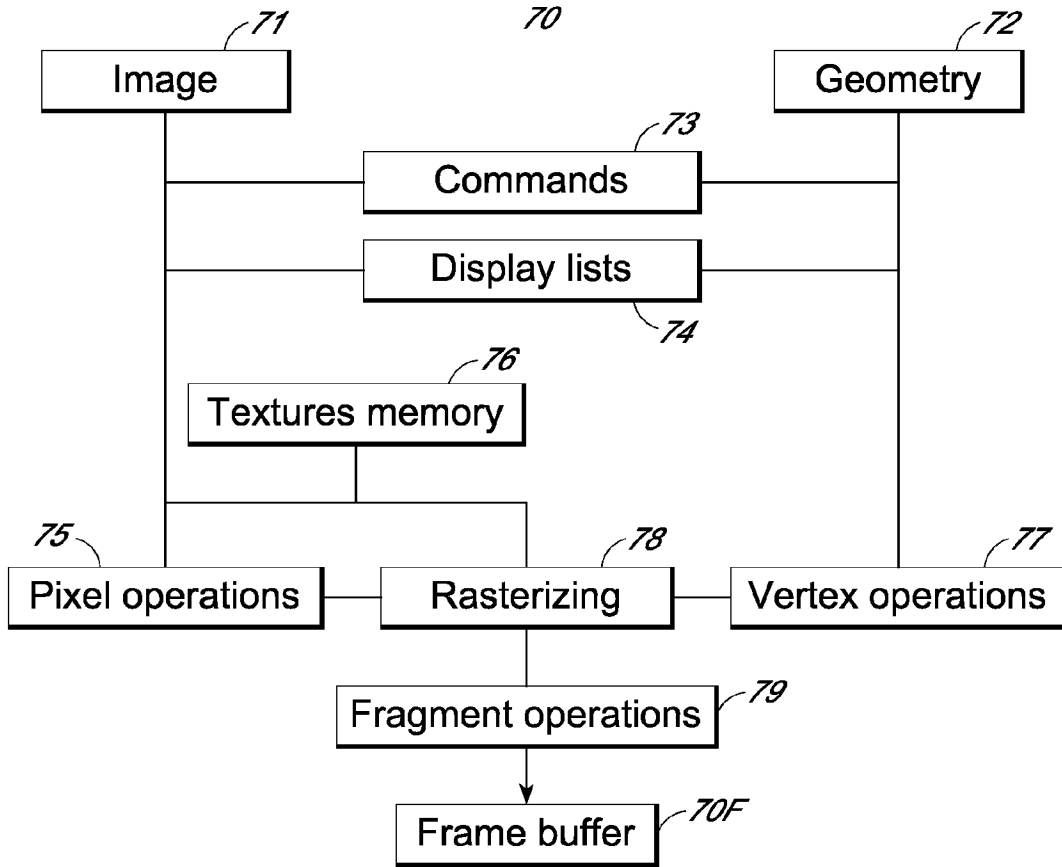 70
71
Image
72
Geometry
73
Commands
Display lists
74
76
Textures memory
75
Pixel operations
78
Rasterizing
77
Vertex operations
79
Fragment operations
70F
Frame buffer